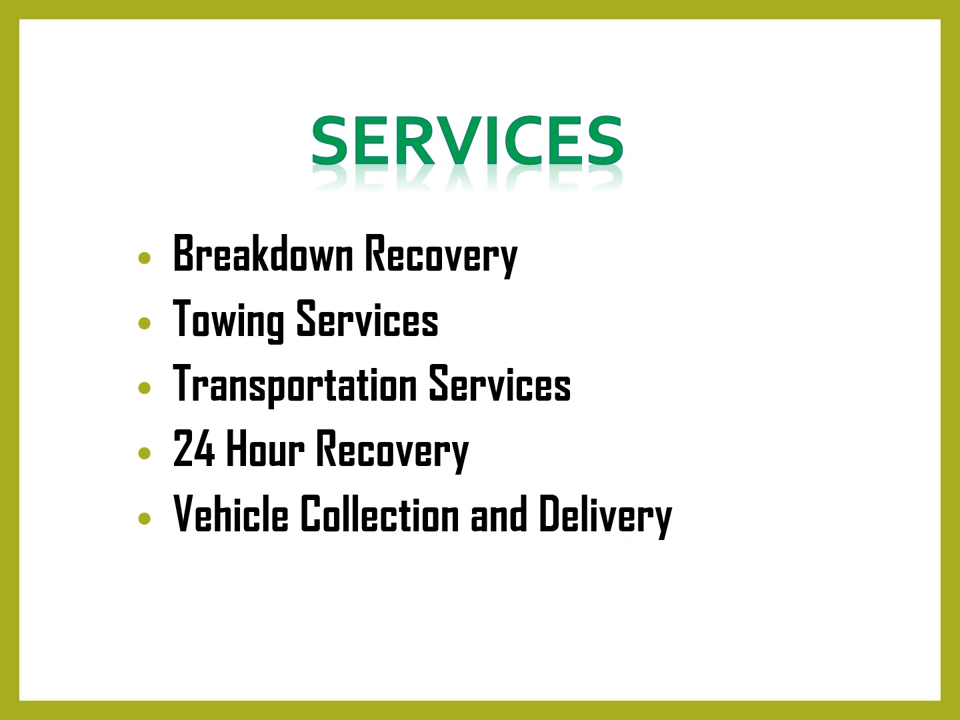 SERVICES
• Breakdown Recovery
• Towing Services
• Transportation Services
• 24 Hour Recovery
• Vehicle Collection and Delivery